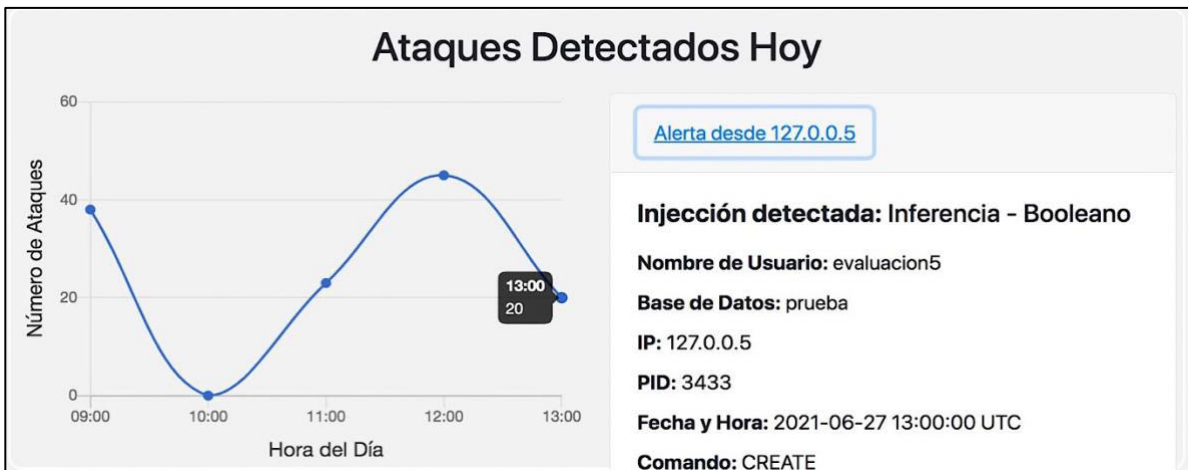 Ataques Detectados Hoy
60
40
20
0
Número de Ataques
09:00 10:00 11:00 12:00 13:00
Hora del Día
13:00
20
Alerta desde 127.0.0.5
Injección detectada: Inferencia - Booleano
Nombre de Usuario: evaluacion5
Base de Datos: prueba
IP: 127.0.0.5
PID: 3433
Fecha y Hora: 2021-06-27 13:00:00 UTC
Comando: CREATE